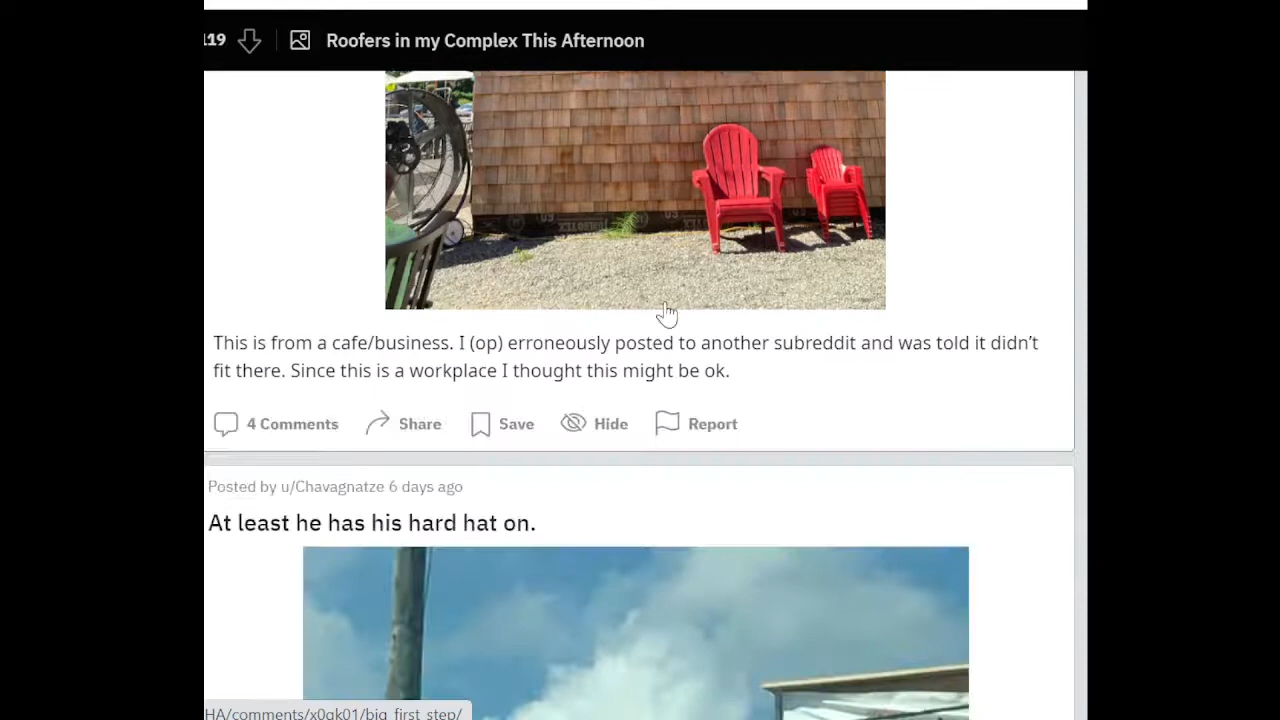 119
Roofers in my Complex This Afternoon
This is from a cafe/business. I (op) erroneously posted to another subreddit and was told it didn’t
fit there. Since this is a workplace I thought this might be ok.
4 Comments Share Save Hide Report
Posted by u/Chavagnatze 6 days ago
At least he has his hard hat on.
HA/comments/x0qk01/big_first_step/